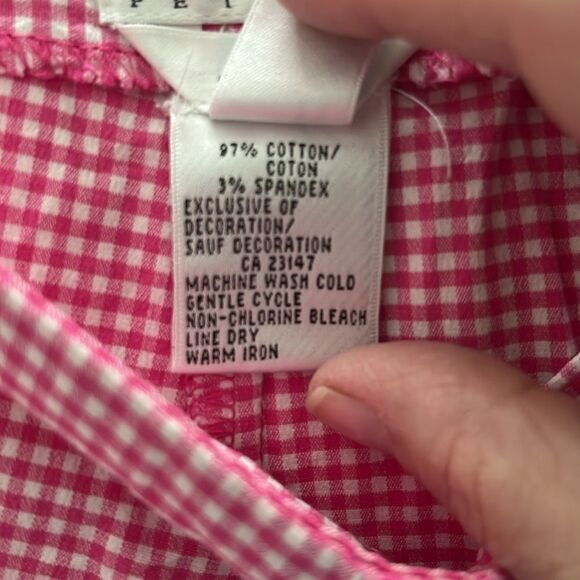 97% COTTON/
COTON
3% SPANDEX
EXCLUSIVE OF
DECORATION/
SAUF DECORATION
CA 23147
MACHINE WASH COLD
GENTLE CYCLE
NON-CHLORINE BLEACH
LINE DRY
WARM IRON